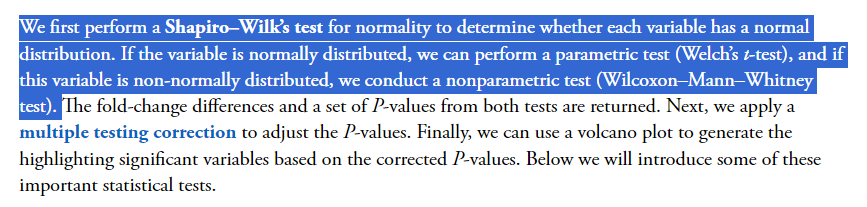 We first perform a Shapiro–Wilk’s test for normality to determine whether each variable has a normal
distribution. If the variable is normally distributed, we can perform a parametric test (Welch’s t-test), and if
this variable is non-normally distributed, we conduct a nonparametric test (Wilcoxon–Mann–Whitney
test). The fold-change differences and a set of P-values from both tests are returned. Next, we apply a
multiple testing correction to adjust the P-values. Finally, we can use a volcano plot to generate the
highlighting significant variables based on the corrected P-values. Below we will introduce some of these
important statistical tests.